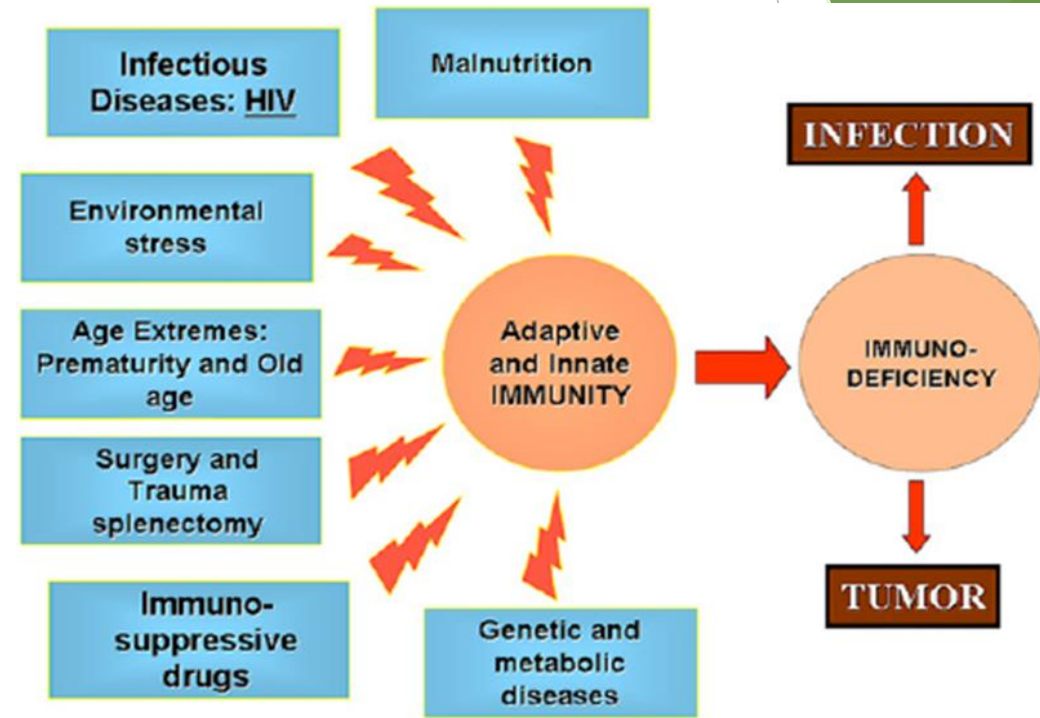 Infectious
Diseases: HIV
Malnutrition
Environmental
stress
Age Extremes:
Prematurity and Old
age
Surgery and
Trauma
splenectomy
Immuno-
suppressive
drugs
Genetic and
metabolic
diseases
Adaptive
and Innate
IMMUNITY
INFECTION
IMMUNO-
DEFICIENCY
TUMOR